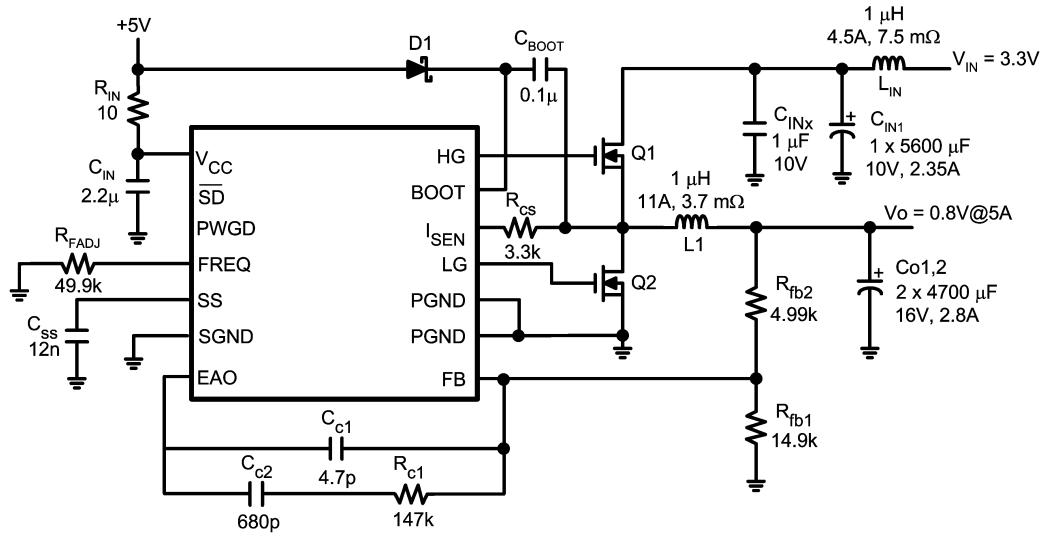 +5V
D1
C_BOOT
0.1μ
1 μH
4.5A, 7.5 mΩ
V_IN = 3.3V
L_IN
R_IN
10
C_INx
1 μF
10V
+
C_IN1
1 x 5600 μF
10V, 2.35A
V_CC
HG
Q1
C_IN
2.2μ
SD
BOOT
1 μH
11A, 3.7 mΩ
L1
Vo = 0.8V@5A
PWGD
I_SEN
R_cs
3.3k
R_FADJ
49.9k
FREQ
LG
Q2
+
Co1,2
2 x 4700 μF
16V, 2.8A
R_fb2
4.99k
SS
PGND
C_ss
12n
SGND
PGND
EAO
FB
R_fb1
14.9k
C_c1
4.7p
C_c2
680p
R_c1
147k